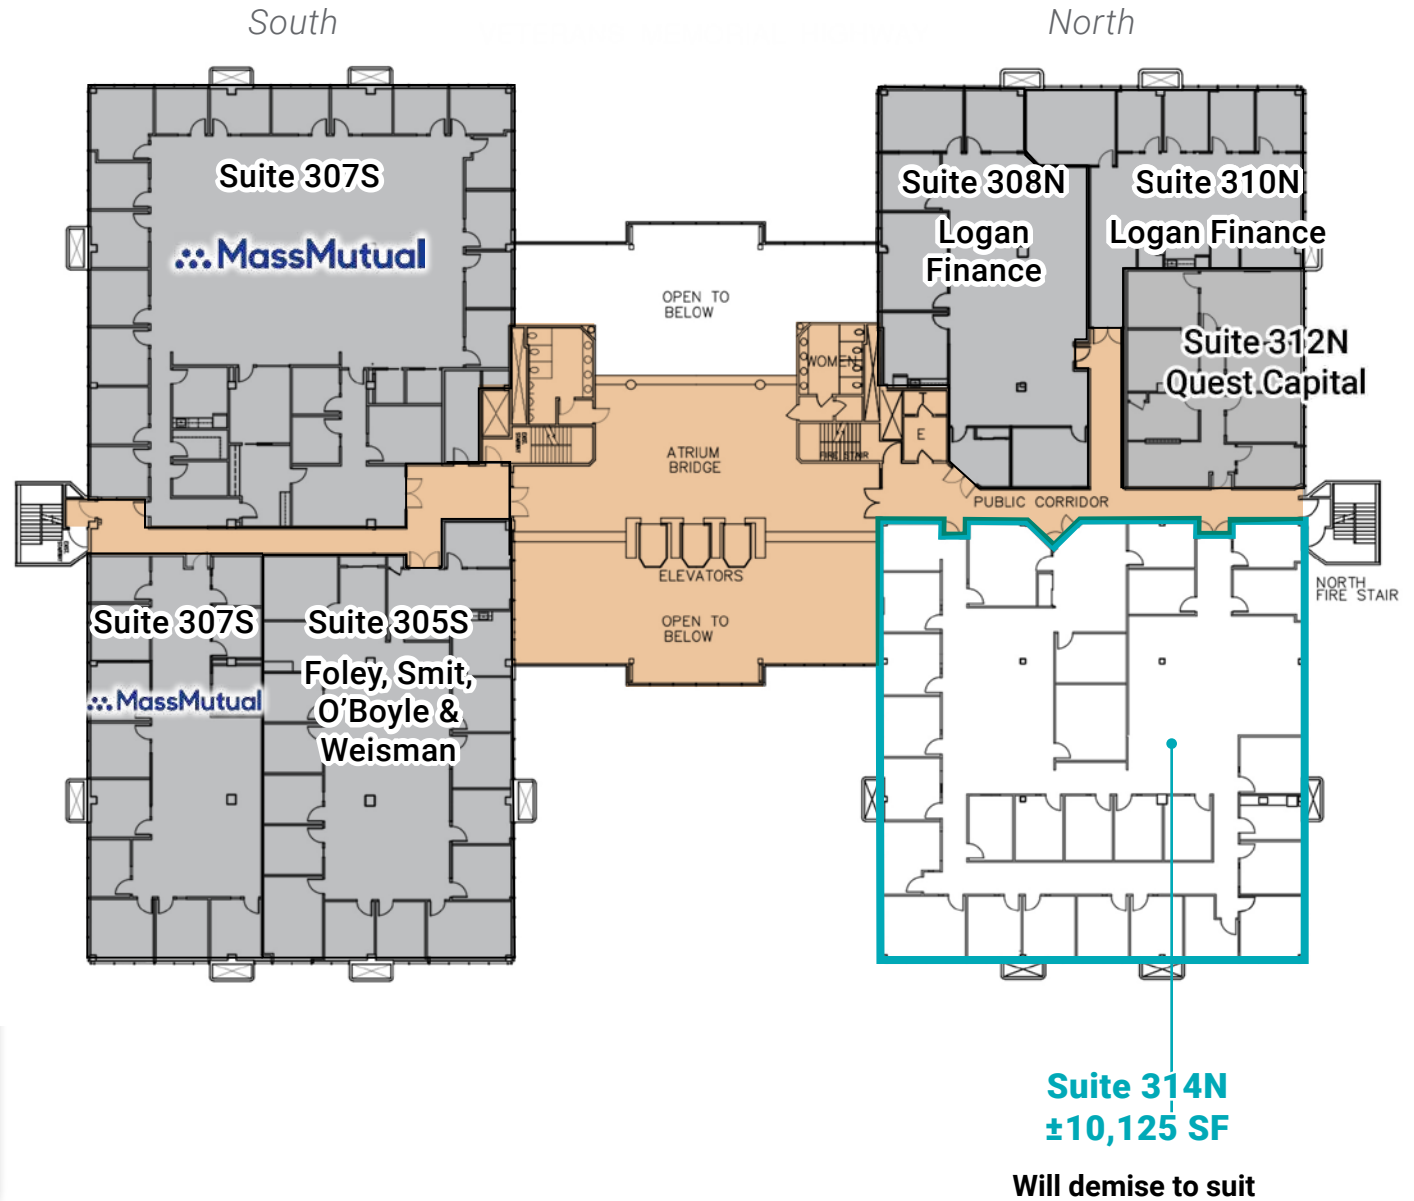 South
North
Suite 307S
MassMutual
Suite 308N
Logan
Finance
Suite 310N
Logan Finance
Suite 312N
Quest Capital
OPEN TO
BELOW
WOMEN
ATRIUM
BRIDGE
FIRE STAIR
E
PUBLIC CORRIDOR
ELEVATORS
OPEN TO
BELOW
NORTH
FIRE STAIR
Suite 307S
MassMutual
Suite 305S
Foley, Smit,
O'Boyle &
Weisman
Suite 314N
±10,125 SF
Will demise to suit